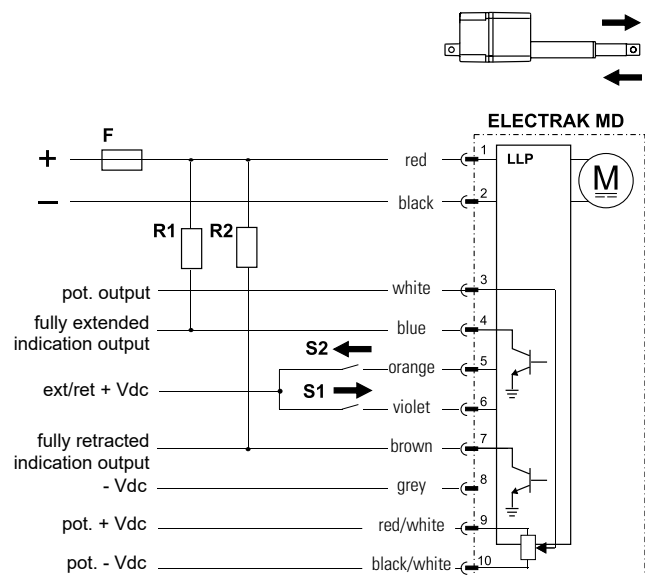 ELECTRAK MD
F
+ red 1 LLP M
− black 2
R1 R2
pot. output white 3
fully extended
indication output
blue 4
S2 orange 5
ext/ret + Vdc
S1 violet 6
fully retracted
indication output
brown 7
- Vdc grey 8
pot. + Vdc red/white 9
pot. - Vdc black/white 10